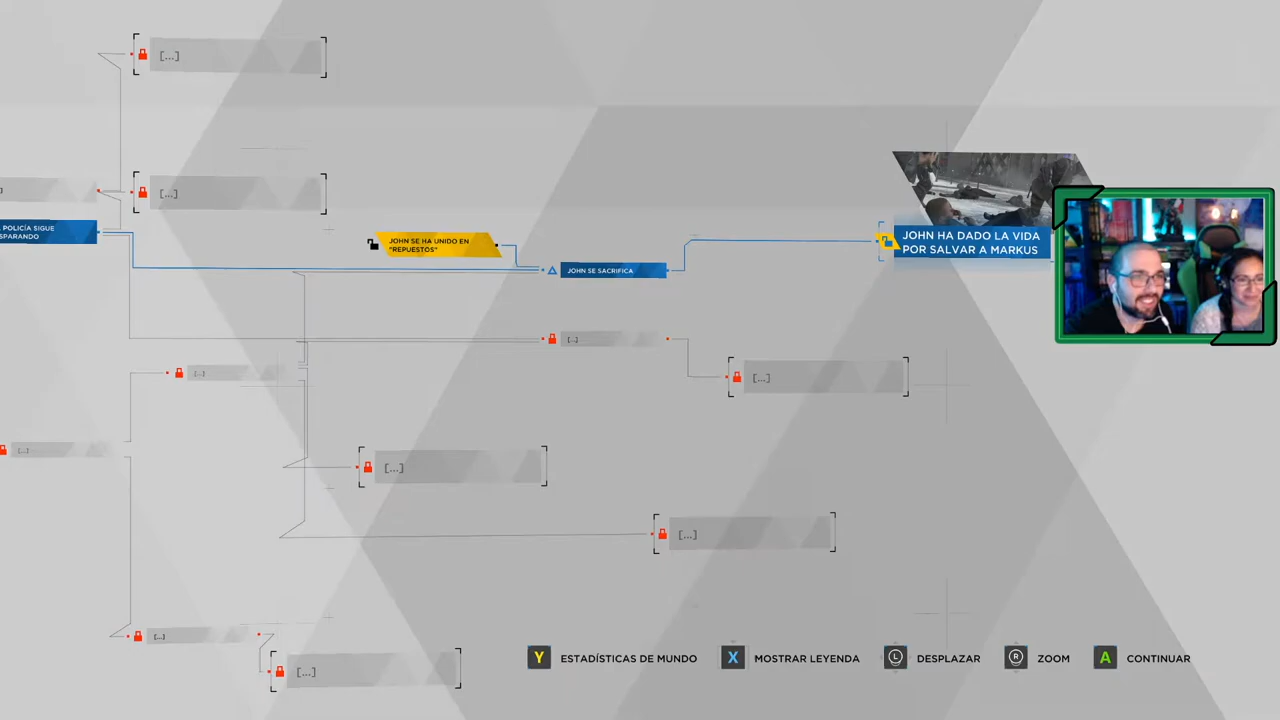 [...]
[...]
POLICÍA SIGUE
SPARANDO
JOHN SE HA UNIDO EN
"REPUESTOS"
JOHN HA DADO LA VIDA
POR SALVAR A MARKUS
JOHN SE SACRIFICA
[...]
[...]
[...]
[...]
[...]
[...]
[...]
[...]
Y ESTADÍSTICAS DE MUNDO
X MOSTRAR LEYENDA
L DESPLAZAR
R ZOOM
A CONTINUAR